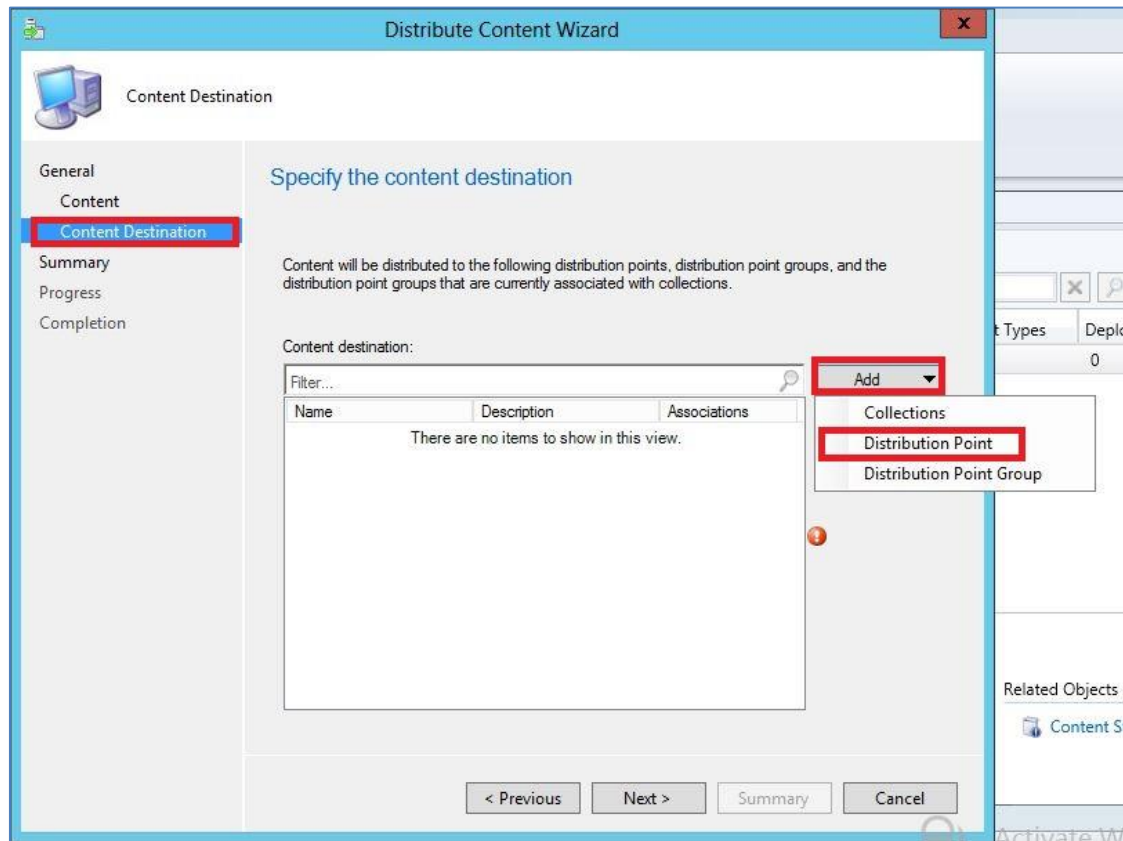 Distribute Content Wizard
x
Content Destination
General
Content
Content Destination
Summary
Progress
Completion
Specify the content destination
Content will be distributed to the following distribution points, distribution point groups, and the
distribution point groups that are currently associated with collections.
Content destination:
Filter...
Add
Name Description Associations
There are no items to show in this view.
Collections
Distribution Point
Distribution Point Group
< Previous Next > Summary Cancel
Types Deplo
0
Related Objects
Content S
Activate W